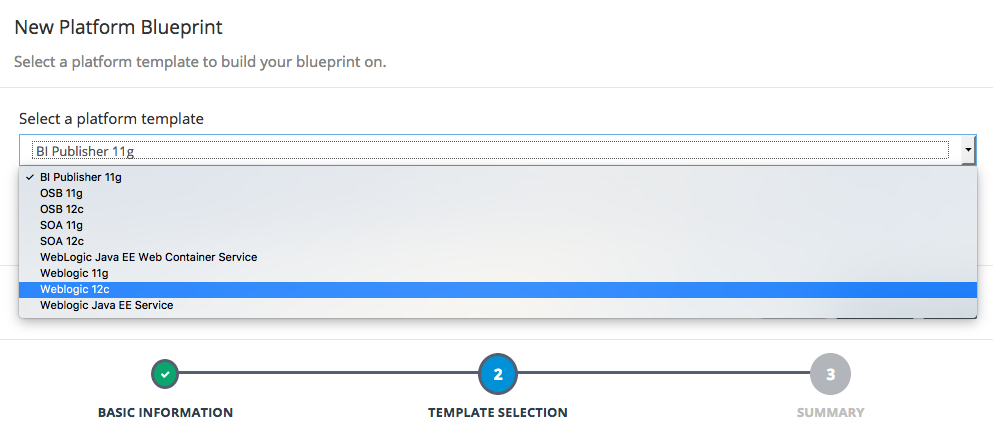 New Platform Blueprint
Select a platform template to build your blueprint on.
Select a platform template
BI Publisher 11g
✓ BI Publisher 11g
OSB 11g
OSB 12c
SOA 11g
SOA 12c
WebLogic Java EE Web Container Service
Weblogic 11g
Weblogic 12c
Weblogic Java EE Service
2
3
BASIC INFORMATION
TEMPLATE SELECTION
SUMMARY